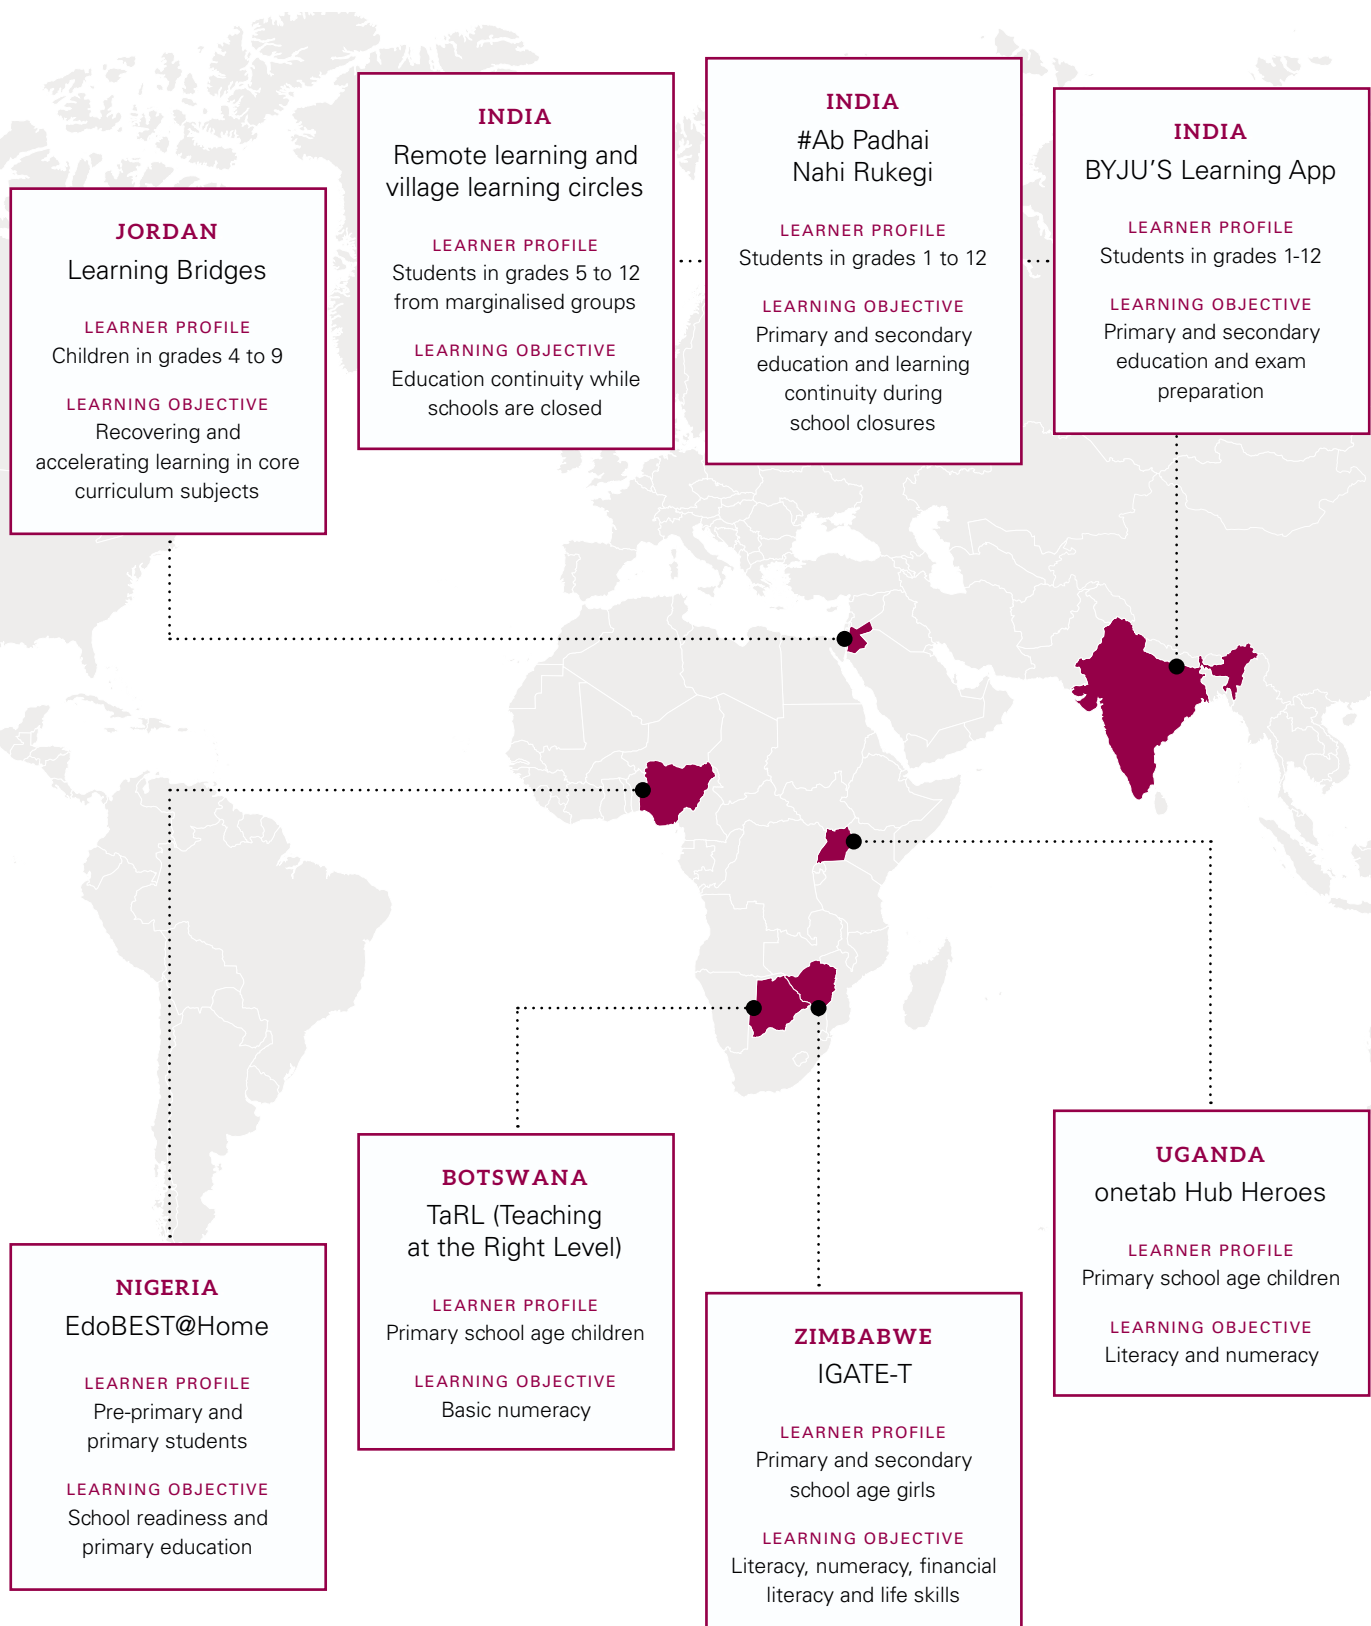 JORDAN
Learning Bridges
LEARNER PROFILE
Children in grades 4 to 9
LEARNING OBJECTIVE
Recovering and
accelerating learning in core
curriculum subjects
INDIA
Remote learning and
village learning circles
LEARNER PROFILE
Students in grades 5 to 12
from marginalised groups
LEARNING OBJECTIVE
Education continuity while
schools are closed
INDIA
#Ab Padhai
Nahi Rukegi
LEARNER PROFILE
Students in grades 1 to 12
LEARNING OBJECTIVE
Primary and secondary
education and learning
continuity during
school closures
INDIA
BYJU'S Learning App
LEARNER PROFILE
Students in grades 1-12
LEARNING OBJECTIVE
Primary and secondary
education and exam
preparation
NIGERIA
EdoBEST@Home
LEARNER PROFILE
Pre-primary and
primary students
LEARNING OBJECTIVE
School readiness and
primary education
BOTSWANA
TaRL (Teaching
at the Right Level)
LEARNER PROFILE
Primary school age children
LEARNING OBJECTIVE
Basic numeracy
ZIMBABWE
IGATE-T
LEARNER PROFILE
Primary and secondary
school age girls
LEARNING OBJECTIVE
Literacy, numeracy, financial
literacy and life skills
UGANDA
onetab Hub Heroes
LEARNER PROFILE
Primary school age children
LEARNING OBJECTIVE
Literacy and numeracy